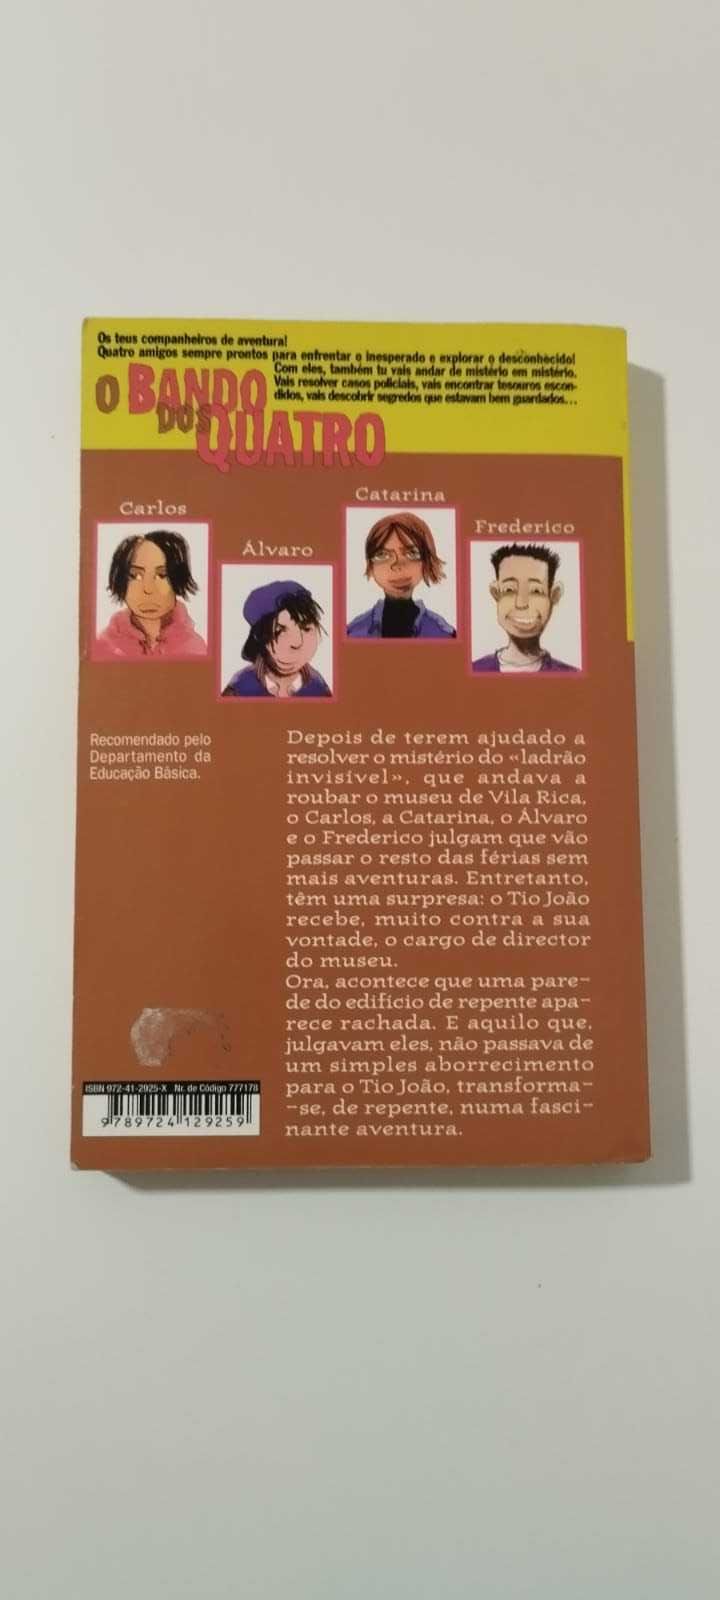 Os teus companheiros de aventura!
Quatro amigos sempre prontos para enfrentar o inesperado e explorar o desconhecido!
Com eles, também tu vais andar de mistério em mistério.
Vais resolver casos policiais, vais encontrar tesouros escon-
didos, vais descobrir segredos que estavam bem guardados...
O BANDO
DOS
QUATRO
Carlos
Álvaro
Catarina
Frederico
Recomendado pelo
Departamento da
Educação Básica.
Depois de terem ajudado a
resolver o mistério do «ladrão
invisível», que andava a
roubar o museu de Vila Rica,
o Carlos, a Catarina, o Álvaro
e o Frederico julgam que vão
passar o resto das férias sem
mais aventuras. Entretanto,
têm uma surpresa: o Tio João
recebe, muito contra a sua
vontade, o cargo de director
do museu.
Ora, acontece que uma pare-
de do edifício de repente apa-
rece rachada. E aquilo que,
julgavam eles, não passava de
um simples aborrecimento
para o Tio João, transforma-
-se, de repente, numa fasci-
nante aventura.
ISBN 972-41-2925-X Nr. de Código 777178
9 789724 129259